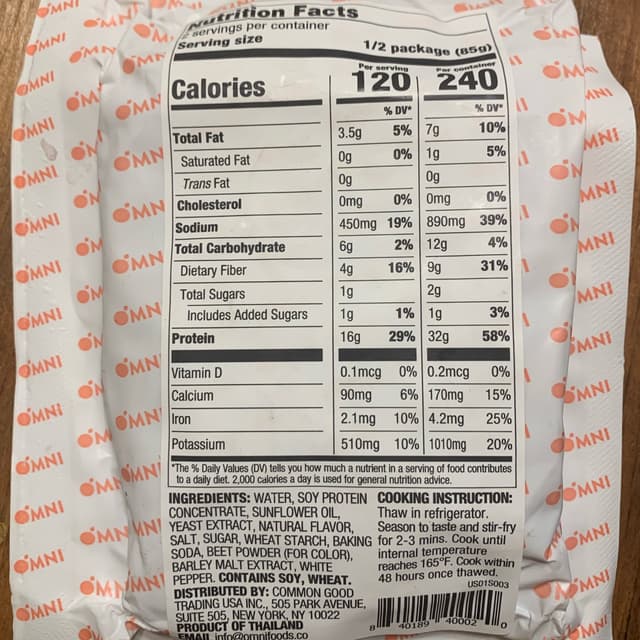 Nutrition Facts
servings per container
Serving size 1/2 package (85g)
Per serving Per container
Calories 120 240
% DV* % DV*
Total Fat 3.5g 5% 7g 10%
Saturated Fat 0g 0% 1g 5%
Trans Fat 0g 0g
Cholesterol 0mg 0% 0mg 0%
Sodium 450mg 19% 890mg 39%
Total Carbohydrate 6g 2% 12g 4%
Dietary Fiber 4g 16% 9g 31%
Total Sugars 1g 2g
Includes Added Sugars 1g 1% 1g 3%
Protein 16g 29% 32g 58%
Vitamin D 0.1mcg 0% 0.2mcg 0%
Calcium 90mg 6% 170mg 15%
Iron 2.1mg 10% 4.2mg 25%
Potassium 510mg 10% 1010mg 20%
*The % Daily Values (DV) tells you how much a nutrient in a serving of food contributes
to a daily diet. 2,000 calories a day is used for general nutrition advice.
INGREDIENTS: WATER, SOY PROTEIN
CONCENTRATE, SUNFLOWER OIL,
YEAST EXTRACT, NATURAL FLAVOR,
SALT, SUGAR, WHEAT STARCH, BAKING
SODA, BEET POWDER (FOR COLOR),
BARLEY MALT EXTRACT, WHITE
PEPPER. CONTAINS SOY, WHEAT.
DISTRIBUTED BY: COMMON GOOD
TRADING USA INC., 505 PARK AVENUE,
SUITE 505, NEW YORK, NY 10022
PRODUCT OF THAILAND
EMAIL info@omnifoods.co
COOKING INSTRUCTION:
Thaw in refrigerator.
Season to taste and stir-fry
for 2-3 mins. Cook until
internal temperature
reaches 165°F. Cook within
48 hours once thawed.
US01S003
8 40189 40002 0
OMNI
OMNI
OMNI
OMNI
OMNI
OMNI
OMNI
OMNI
OMNI
OMNI